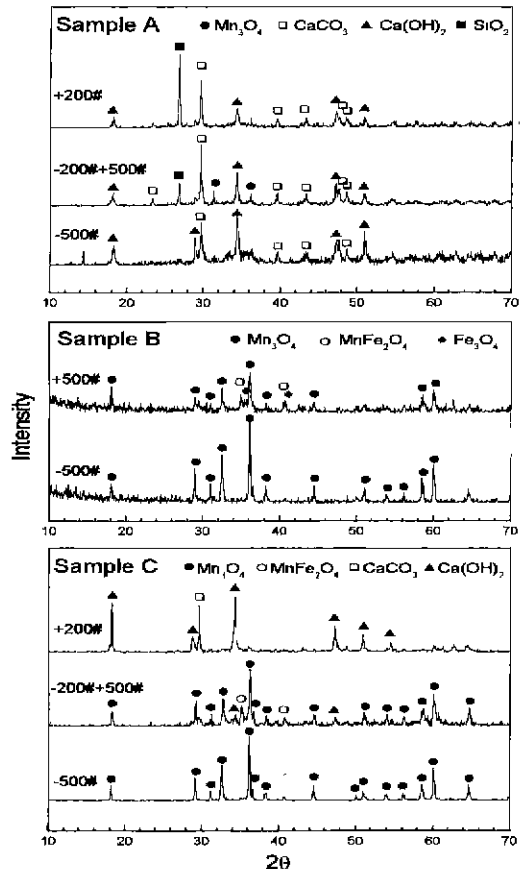 Sample A
● Mn₃O₄ □ CaCO₃ ▲ Ca(OH)₂ ■ SiO₂
+200#
-200#+500#
-500#
10 20 30 40 50 60 70
Sample B
● Mn₃O₄ ○ MnFe₂O₄ ♦ Fe₃O₄
+500#
-500#
10 20 30 40 50 60 70
Intensity
Sample C
● Mn₃O₄ ○ MnFe₂O₄ □ CaCO₃ ▲ Ca(OH)₂
+200#
-200#+500#
-500#
10 20 30 40 50 60 70
2θ